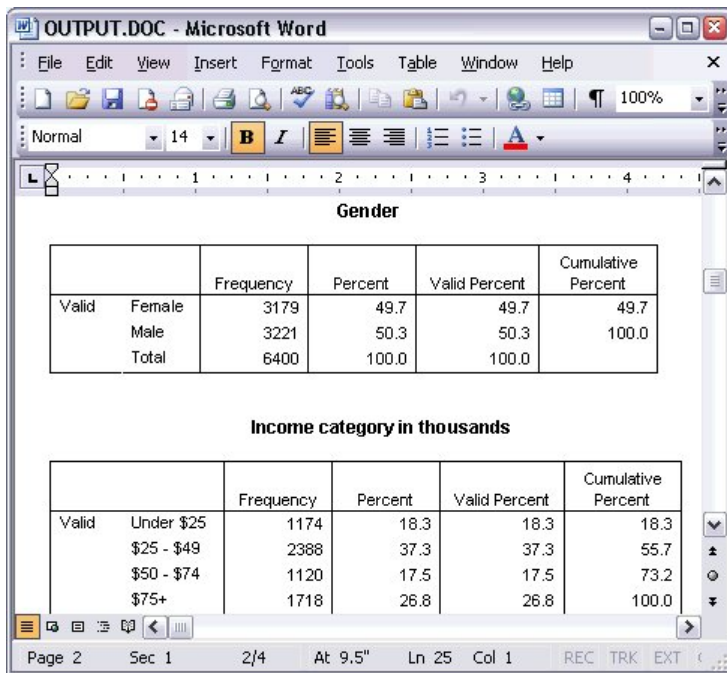 OUTPUT.DOC - Microsoft Word
File Edit View Insert Format Tools Table Window Help
100%
Normal 14 B I A
1 2 3 4
Gender
Frequency Percent Valid Percent Cumulative Percent
Valid Female 3179 49.7 49.7 49.7
Male 3221 50.3 50.3 100.0
Total 6400 100.0 100.0
Income category in thousands
Frequency Percent Valid Percent Cumulative Percent
Valid Under $25 1174 18.3 18.3 18.3
$25 - $49 2388 37.3 37.3 55.7
$50 - $74 1120 17.5 17.5 73.2
$75+ 1718 26.8 26.8 100.0
Page 2 Sec 1 2/4 At 9.5" Ln 25 Col 1 REC TRK EXT